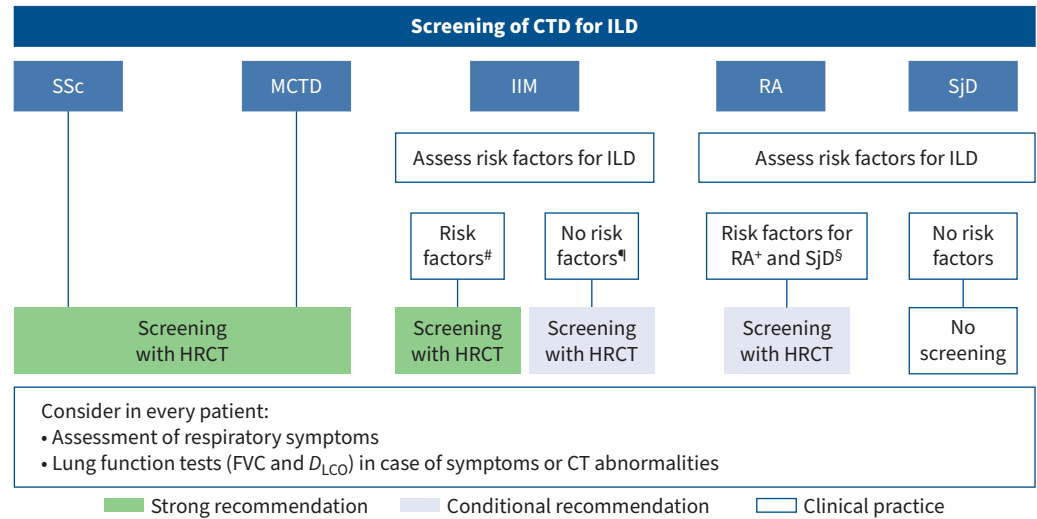 Screening of CTD for ILD
SSc
MCTD
IIM
RA
SjD
Assess risk factors for ILD
Assess risk factors for ILD
Risk
factors#
No risk
factors¶
Risk factors for
RA⁺ and SjD§
No risk
factors
Screening
with HRCT
Screening
with HRCT
Screening
with HRCT
Screening
with HRCT
No
screening
Consider in every patient:
• Assessment of respiratory symptoms
• Lung function tests (FVC and DLCO) in case of symptoms or CT abnormalities
Strong recommendation
Conditional recommendation
Clinical practice